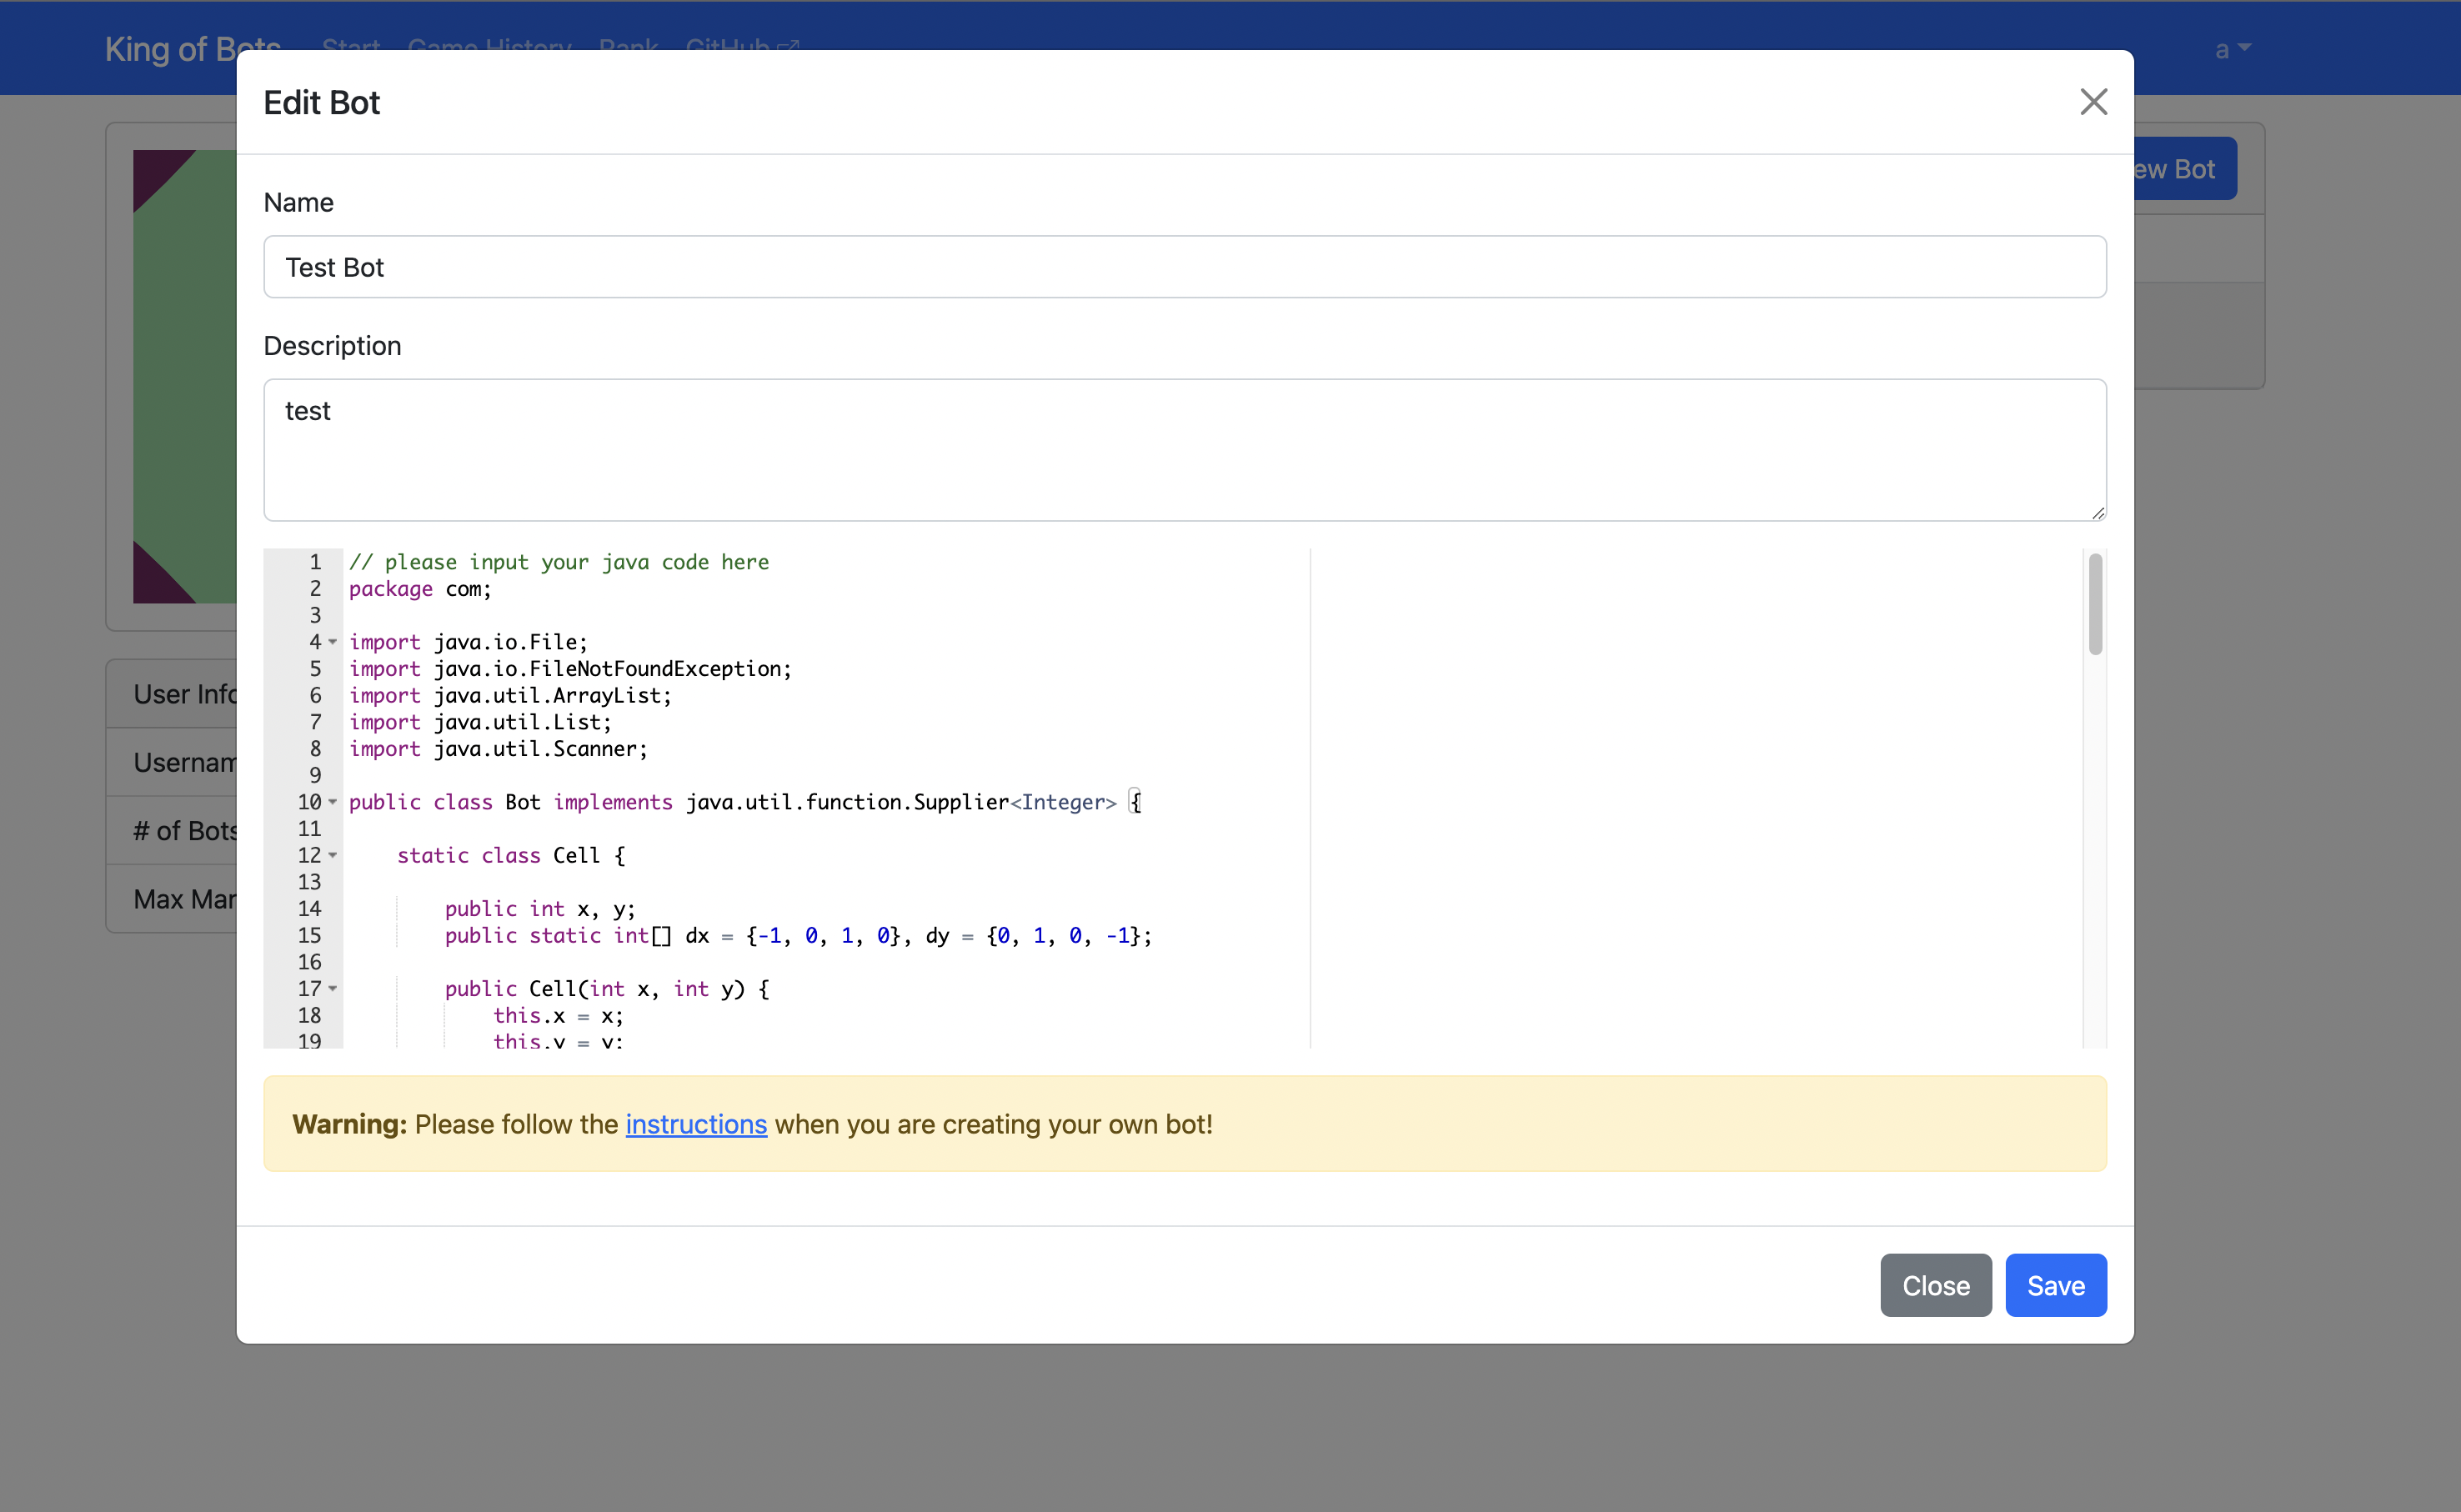 King of Bots Start Game History Rank GitHub a
Edit Bot
ew Bot
Name
Test Bot
Description
test
1 // please input your java code here
2 package com;
3
4 import java.io.File;
5 import java.io.FileNotFoundException;
6 import java.util.ArrayList;
7 import java.util.List;
8 import java.util.Scanner;
9
10 public class Bot implements java.util.function.Supplier<Integer> {
11
12 static class Cell {
13
14 public int x, y;
15 public static int[] dx = {-1, 0, 1, 0}, dy = {0, 1, 0, -1};
16
17 public Cell(int x, int y) {
18 this.x = x;
19 this.y = y;
User Info
Usernam
# of Bots
Max Mar
Warning: Please follow the instructions when you are creating your own bot!
Close Save